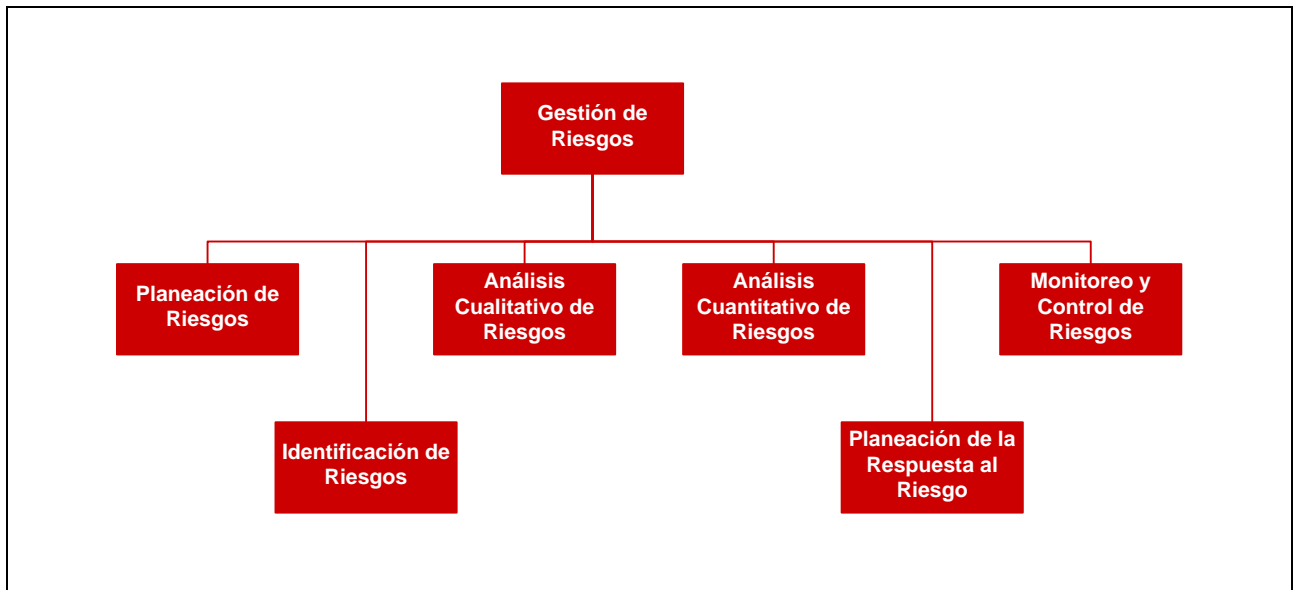 Gestión de
Riesgos
Planeación de
Riesgos
Análisis
Cualitativo de
Riesgos
Análisis
Cuantitativo de
Riesgos
Monitoreo y
Control de
Riesgos
Identificación de
Riesgos
Planeación de la
Respuesta al
Riesgo